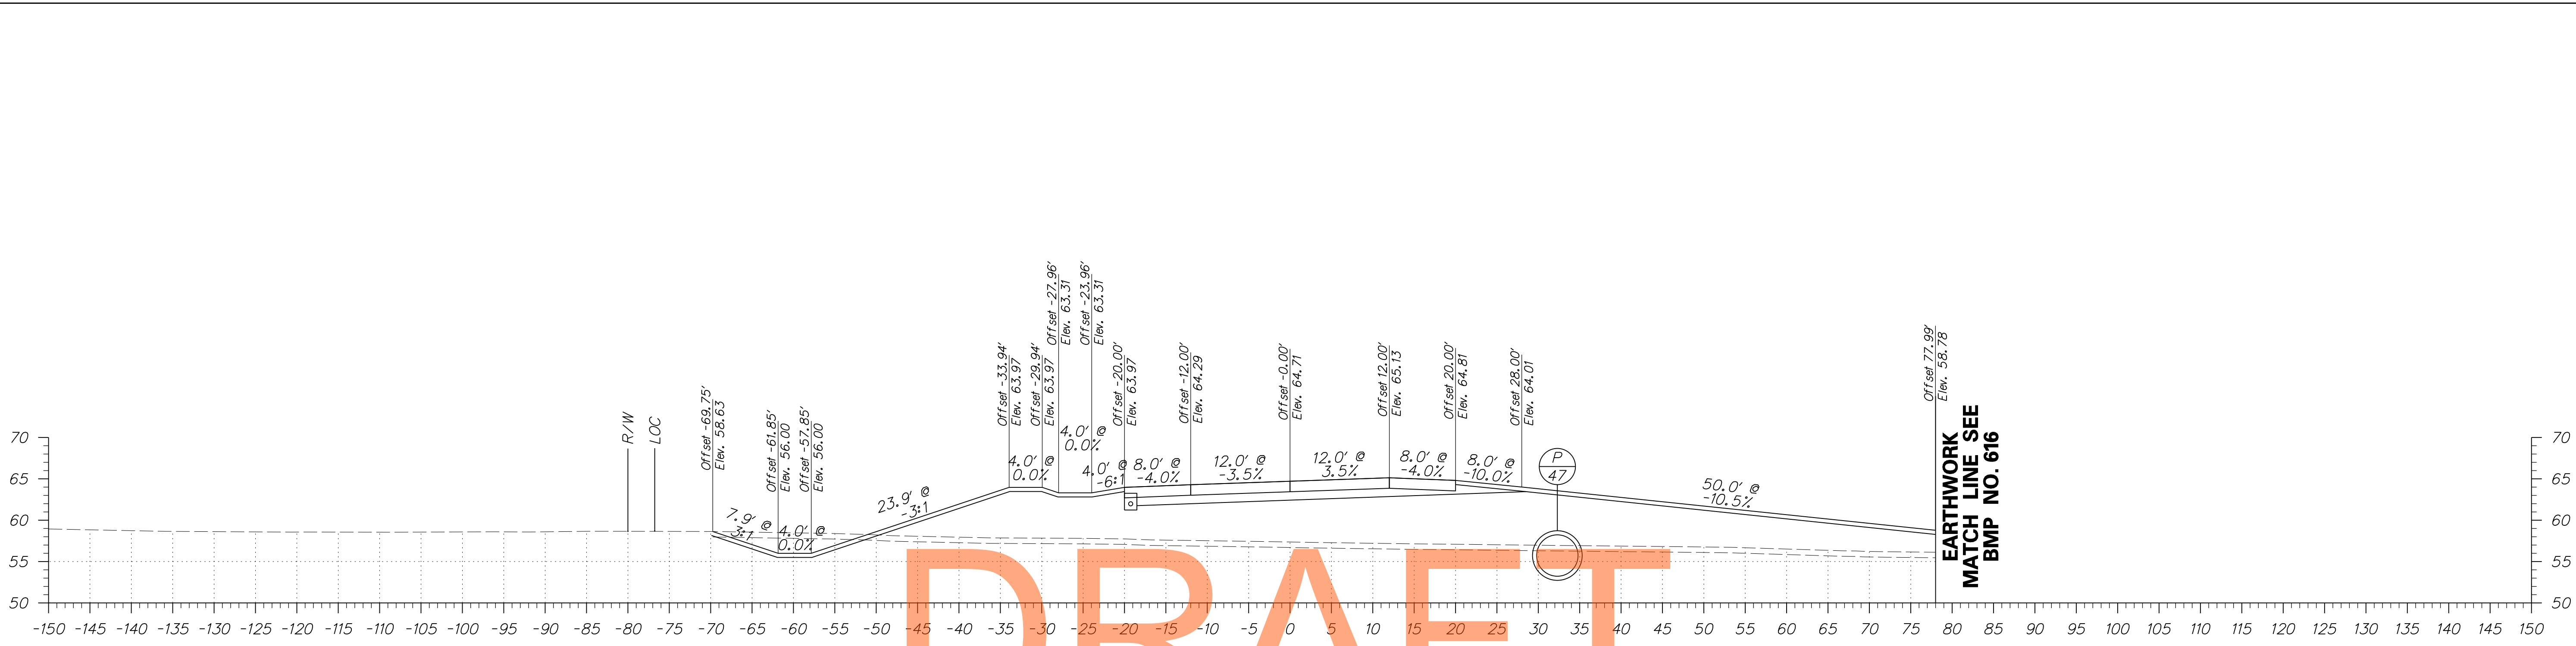 Offset -27.96'
Elev. 63.31
Offset -23.96'
Elev. 63.31
Offset -33.94'
Elev. 63.97
Offset -29.94'
Elev. 63.97
Offset -20.00'
Elev. 63.97
Offset -12.00'
Elev. 64.29
Offset -0.00'
Elev. 64.71
Offset 12.00'
Elev. 65.13
Offset 20.00'
Elev. 64.81
Offset 28.00'
Elev. 64.01
Offset 77.99'
Elev. 58.78
R/W
LOC
Offset -69.75'
Elev. 58.63
Offset -61.85'
Elev. 56.00
Offset -57.85'
Elev. 56.00
7.9' @
3:1
4.0' @
0.0%
23.9' @
-3:1
4.0' @
0.0%
4.0' @
0.0%
4.0' @
-6:1
8.0' @
-4.0%
12.0' @
-3.5%
12.0' @
3.5%
8.0' @
-4.0%
8.0' @
-10.0%
P
47
50.0' @
-10.5%
EARTHWORK
MATCH LINE SEE
BMP NO. 616
70
65
60
55
50
70
65
60
55
50
-150 -145 -140 -135 -130 -125 -120 -115 -110 -105 -100 -95 -90 -85 -80 -75 -70 -65 -60 -55 -50 -45 -40 -35 -30 -25 -20 -15 -10 -5 0 5 10 15 20 25 30 35 40 45 50 55 60 65 70 75 80 85 90 95 100 105 110 115 120 125 130 135 140 145 150
DRAFT